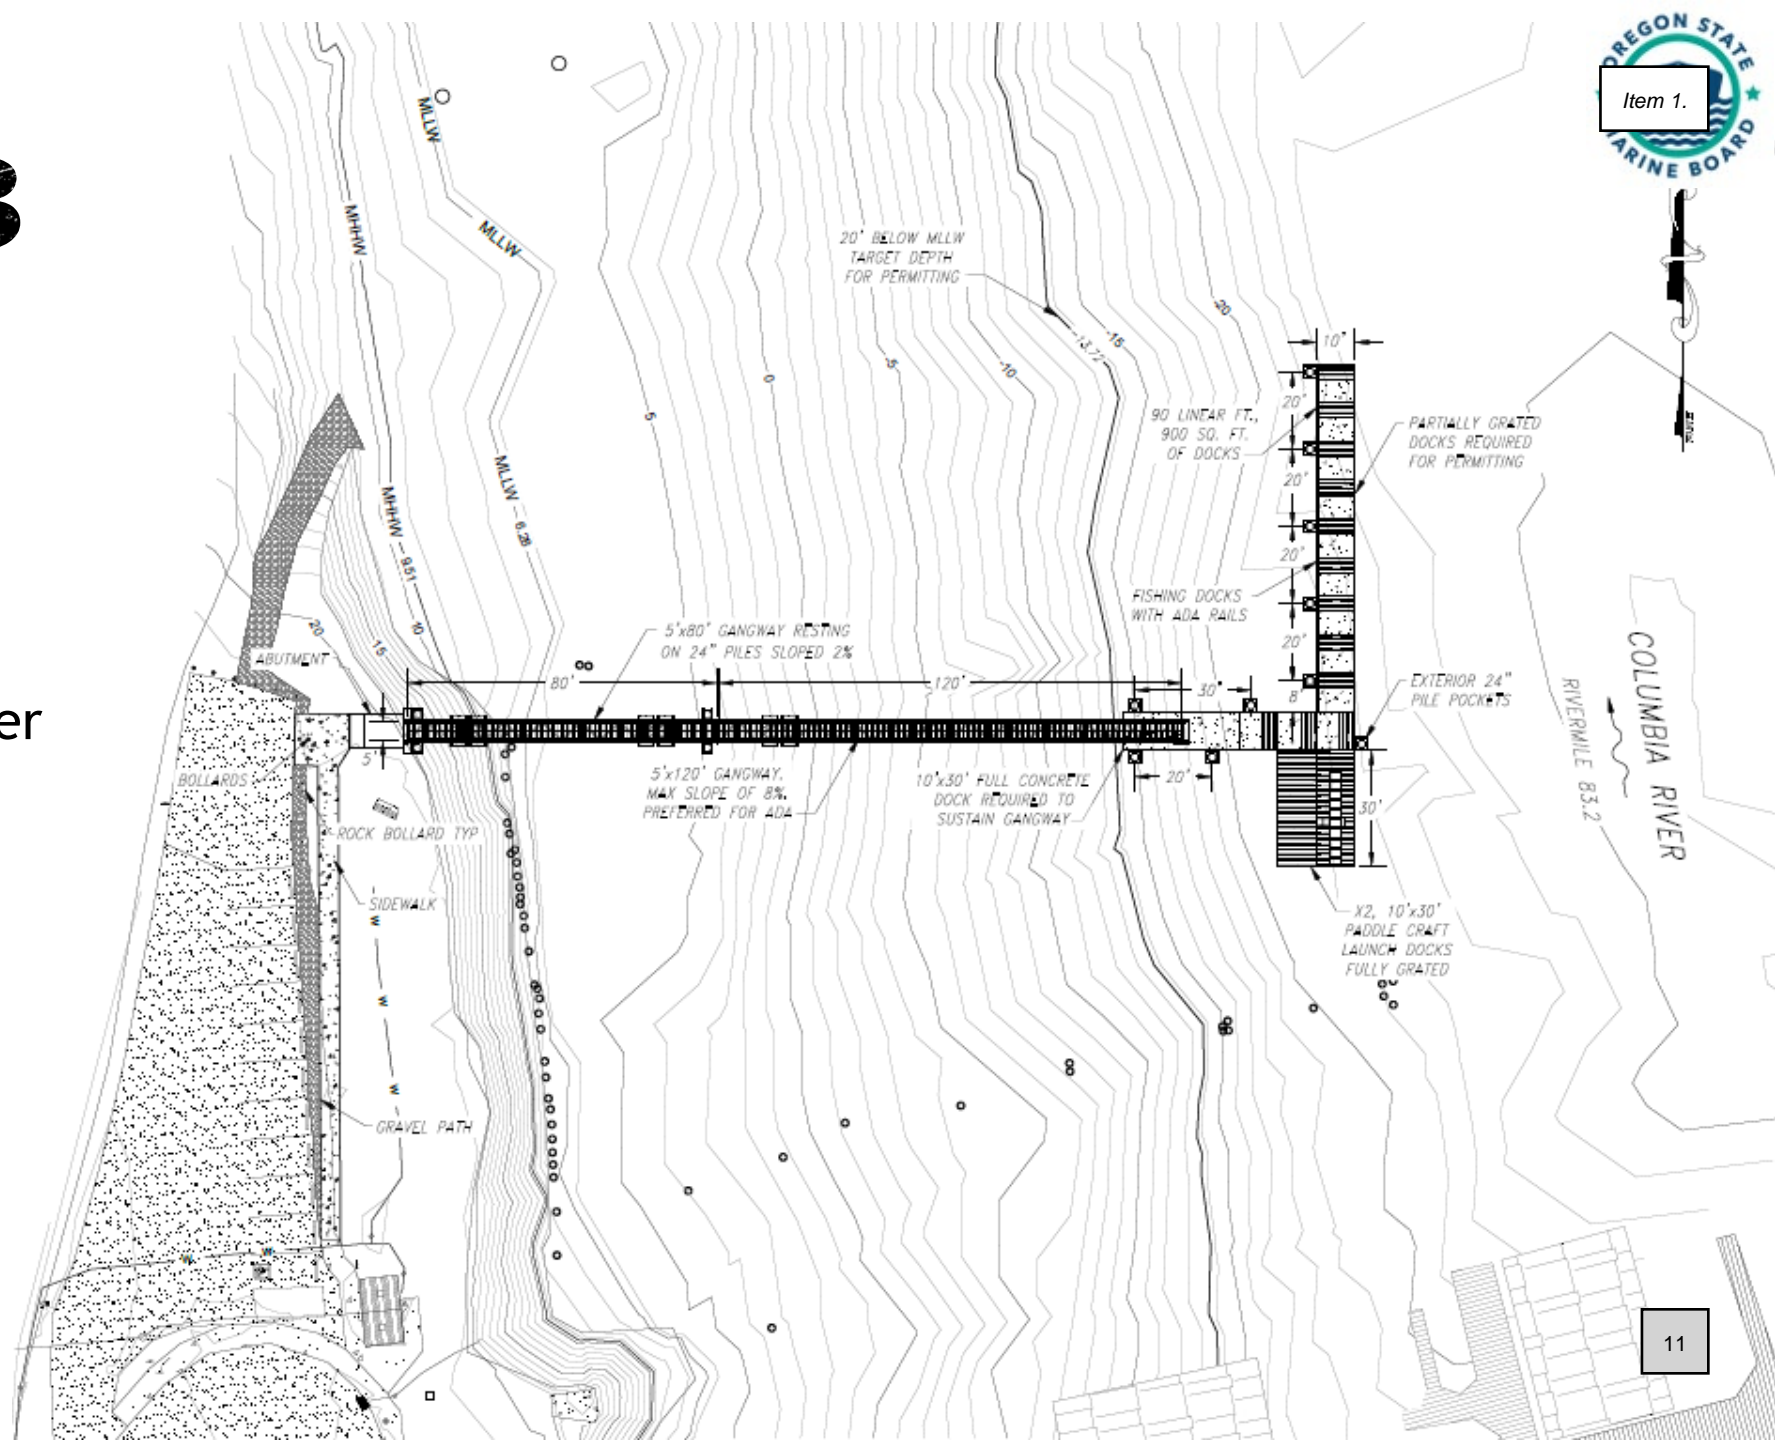 OREGON STATE
MARINE BOARD
Item 1.
er
MLLW
MLLW
MHHW
MLLW - 6.28
MHHW - 9.51
20' BELOW MLLW
TARGET DEPTH
FOR PERMITTING
-13.72
-15
-20
-10
-5
0
5
10
15
20
10'
20'
20'
20'
20'
8'
90 LINEAR FT.,
900 SQ. FT.
OF DOCKS
PARTIALLY GRATED
DOCKS REQUIRED
FOR PERMITTING
FISHING DOCKS
WITH ADA RAILS
5'x80' GANGWAY RESTING
ON 24" PILES SLOPED 2%
ABUTMENT
80'
120'
30'
EXTERIOR 24"
PILE POCKETS
COLUMBIA RIVER
RIVERMILE 83.2
5'
BOLLARDS
5'x120' GANGWAY.
MAX SLOPE OF 8%.
PREFERRED FOR ADA
10'x30' FULL CONCRETE
DOCK REQUIRED TO
SUSTAIN GANGWAY
20'
30'
ROCK BOLLARD TYP
SIDEWALK
X2, 10'x30'
PADDLE CRAFT
LAUNCH DOCKS
FULLY GRATED
W
W
W
GRAVEL PATH
W
W
11